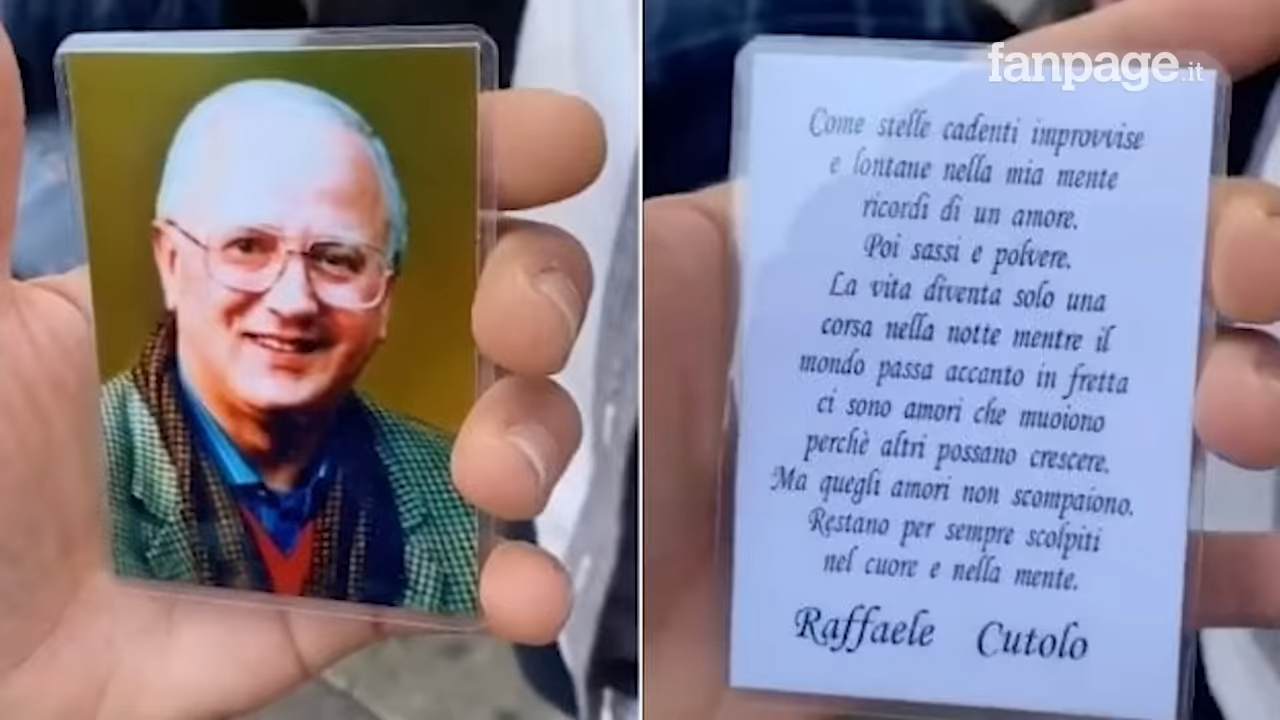 fanpage.it
Come stelle cadenti improvvise
e lontane nella mia mente
ricordi di un amore.
Poi sassi e polvere.
La vita diventa solo una
corsa nella notte mentre il
mondo passa accanto in fretta
ci sono amori che muoiono
perchè altri possano crescere.
Ma quegli amori non scompaiono.
Restano per sempre scolpiti
nel cuore e nella mente.
Raffaele Cutolo